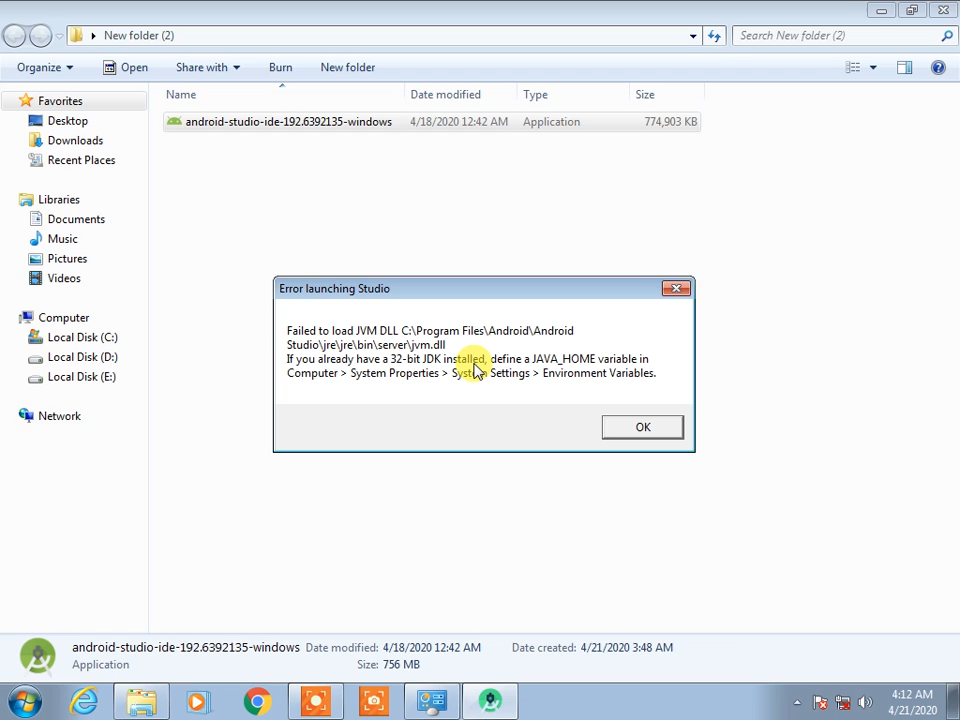 New folder (2)
Search New folder (2)
Organize
Open
Share with
Burn
New folder
Name
Date modified
Type
Size
Favorites
Desktop
Downloads
Recent Places
Libraries
Documents
Music
Pictures
Videos
Computer
Local Disk (C:)
Local Disk (D:)
Local Disk (E:)
Network
android-studio-ide-192.6392135-windows
4/18/2020 12:42 AM
Application
774,903 KB
Error launching Studio
Failed to load JVM DLL C:\Program Files\Android\Android
Studio\jre\jre\bin\server\jvm.dll
If you already have a 32-bit JDK installed, define a JAVA_HOME variable in
Computer > System Properties > System Settings > Environment Variables.
OK
android-studio-ide-192.6392135-windows Date modified: 4/18/2020 12:42 AM Date created: 4/21/2020 3:48 AM
Application Size: 756 MB
4:12 AM
4/21/2020